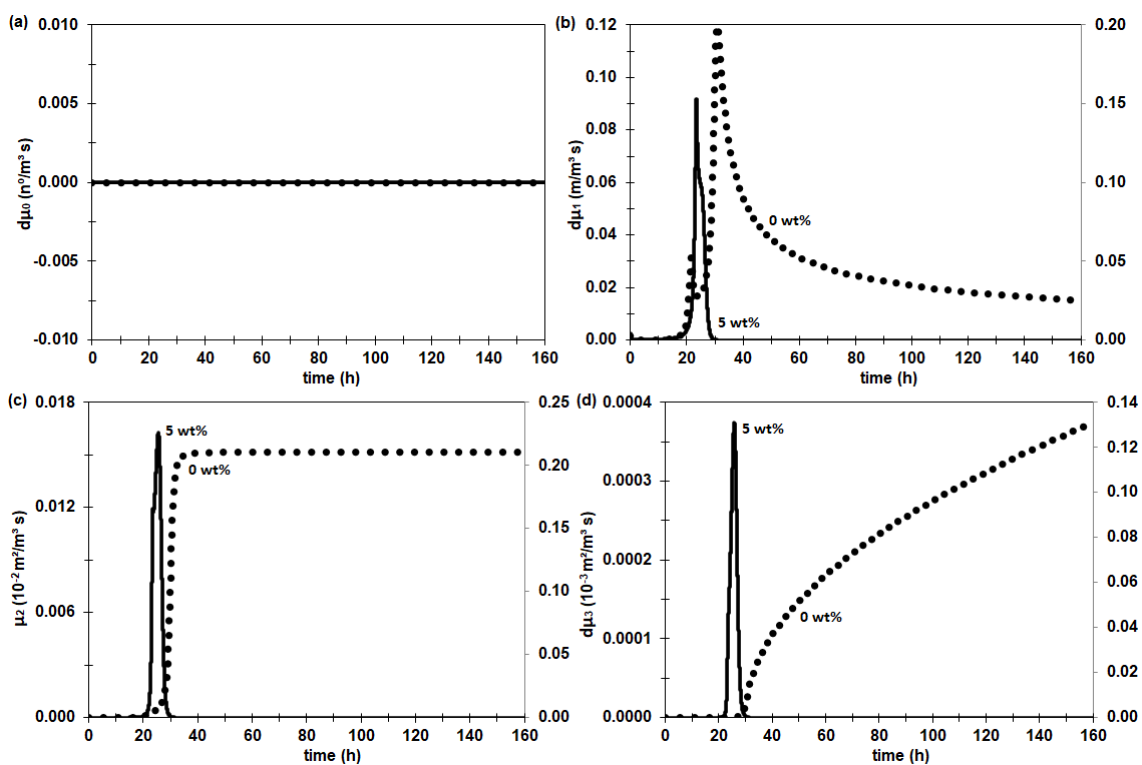 (a)
0.010
0.005
0.000
-0.005
-0.010
dµ₀ (n⁰/m³ s)
0 20 40 60 80 100 120 140 160
time (h)
(b)
0.12
0.10
0.08
0.06
0.04
0.02
0.00
dµ₁ (m/m³ s)
0.20
0.15
0.10
0.05
0.00
0 wt%
5 wt%
0 20 40 60 80 100 120 140 160
time (h)
(c)
0.018
0.012
0.006
0.000
µ₂ (10⁻² m²/m³ s)
0.25
0.20
0.15
0.10
0.05
0.00
5 wt%
0 wt%
0 20 40 60 80 100 120 140 160
time (h)
(d)
0.0004
0.0003
0.0002
0.0001
0.0000
dµ₃ (10⁻³ m²/m³ s)
0.14
0.12
0.10
0.08
0.06
0.04
0.02
0.00
5 wt%
0 wt%
0 20 40 60 80 100 120 140 160
time (h)